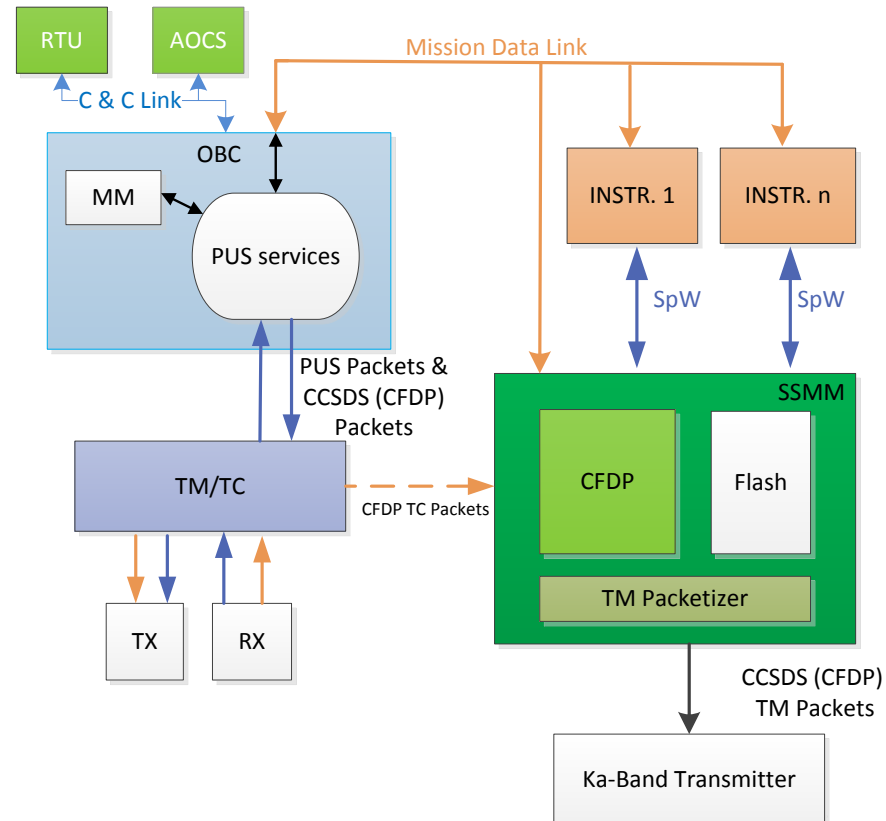 RTU
AOCS
Mission Data Link
C & C Link
OBC
MM
PUS services
INSTR. 1
INSTR. n
SpW
SpW
PUS Packets &
CCSDS (CFDP)
Packets
SSMM
CFDP
Flash
TM/TC
CFDP TC Packets
TM Packetizer
TX
RX
CCSDS (CFDP)
TM Packets
Ka-Band Transmitter